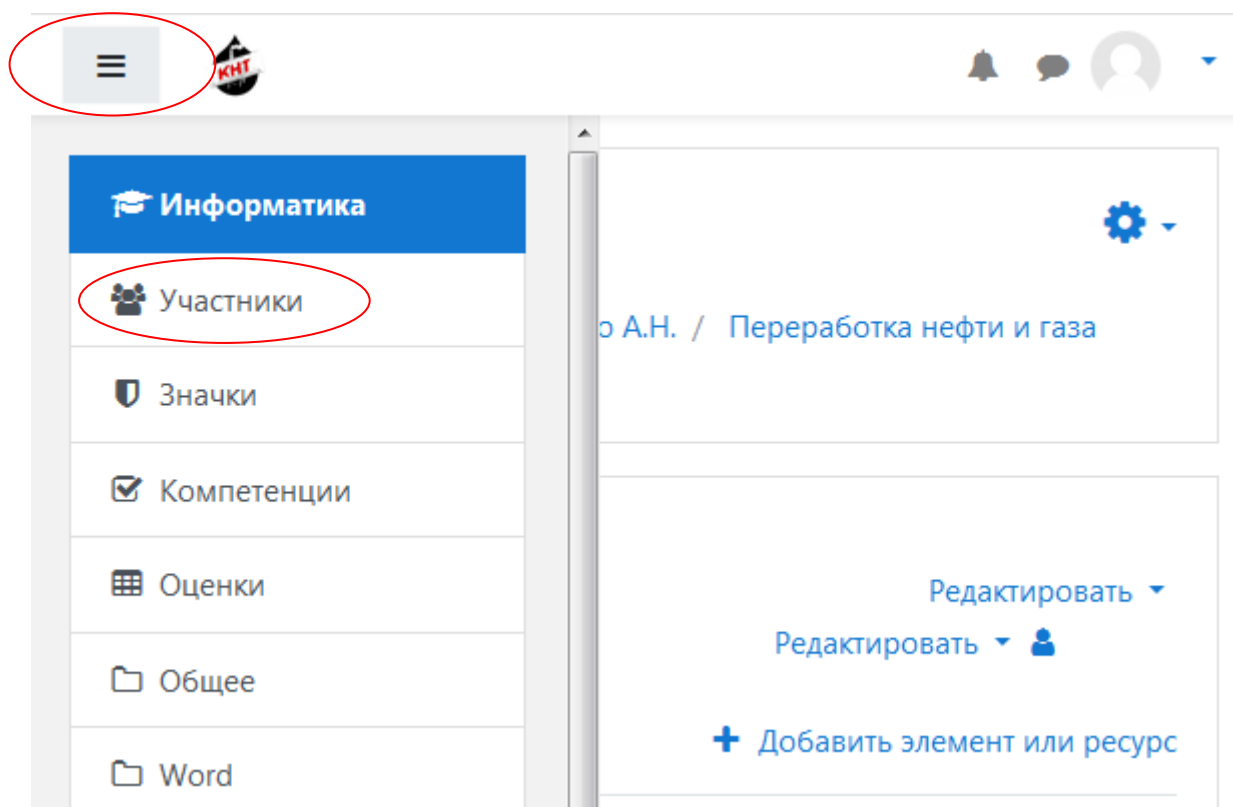 КНТ
Информатика
Участники
о А.Н. / Переработка нефти и газа
Значки
Компетенции
Оценки
Редактировать
Редактировать
Общее
+ Добавить элемент или ресурс
Word